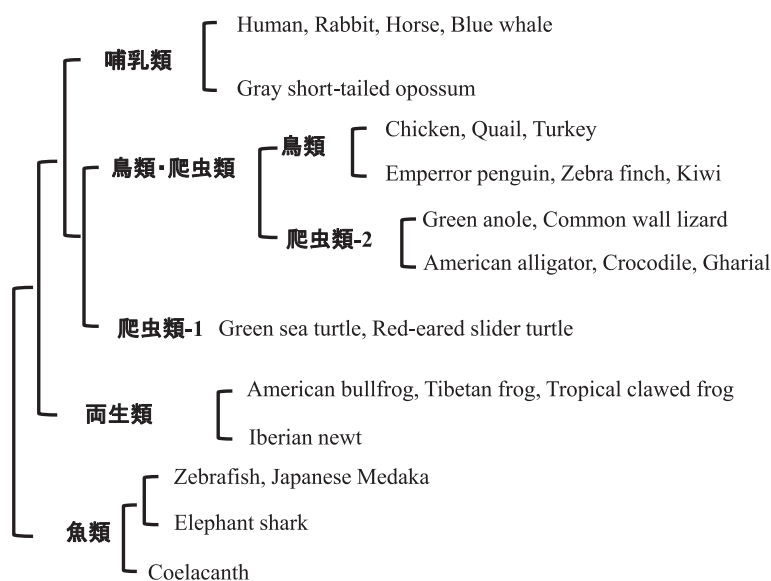 Human, Rabbit, Horse, Blue whale
哺乳類
Gray short-tailed opossum
Chicken, Quail, Turkey
鳥類
鳥類・爬虫類
Emperror penguin, Zebra finch, Kiwi
Green anole, Common wall lizard
爬虫類-2
American alligator, Crocodile, Gharial
爬虫類-1 Green sea turtle, Red-eared slider turtle
American bullfrog, Tibetan frog, Tropical clawed frog
両生類
Iberian newt
Zebrafish, Japanese Medaka
Elephant shark
魚類
Coelacanth